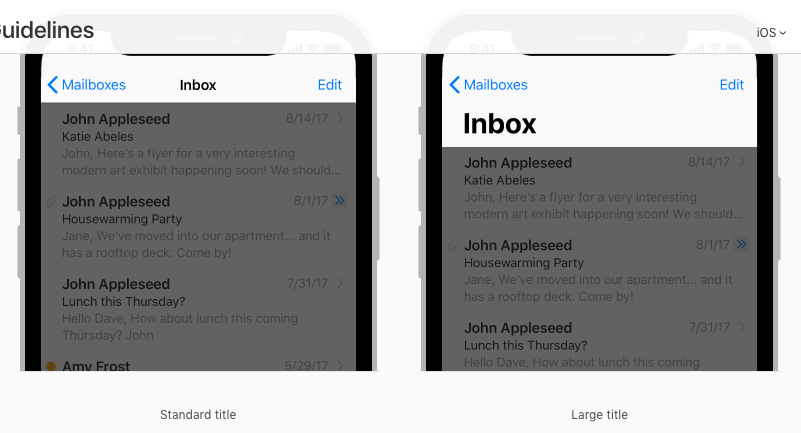 Guidelines
iOS
9:41
Mailboxes Inbox Edit
John Appleseed 8/14/17
Katie Abeles
John, Here's a flyer for a very interesting
modern art exhibit happening soon! We should...
John Appleseed 8/1/17
Housewarming Party
Jane, We've moved into our apartment... and it
has a rooftop deck. Come by!
John Appleseed 7/31/17
Lunch this Thursday?
Hello Dave, How about lunch this coming
Thursday? John
Amy Frost 5/29/17
Standard title
9:41
Mailboxes Edit
Inbox
John Appleseed 8/14/17
Katie Abeles
John, Here's a flyer for a very interesting
modern art exhibit happening soon! We should...
John Appleseed 8/1/17
Housewarming Party
Jane, We've moved into our apartment... and it
has a rooftop deck. Come by!
John Appleseed 7/31/17
Lunch this Thursday?
Hello Dave, How about lunch this coming
Large title